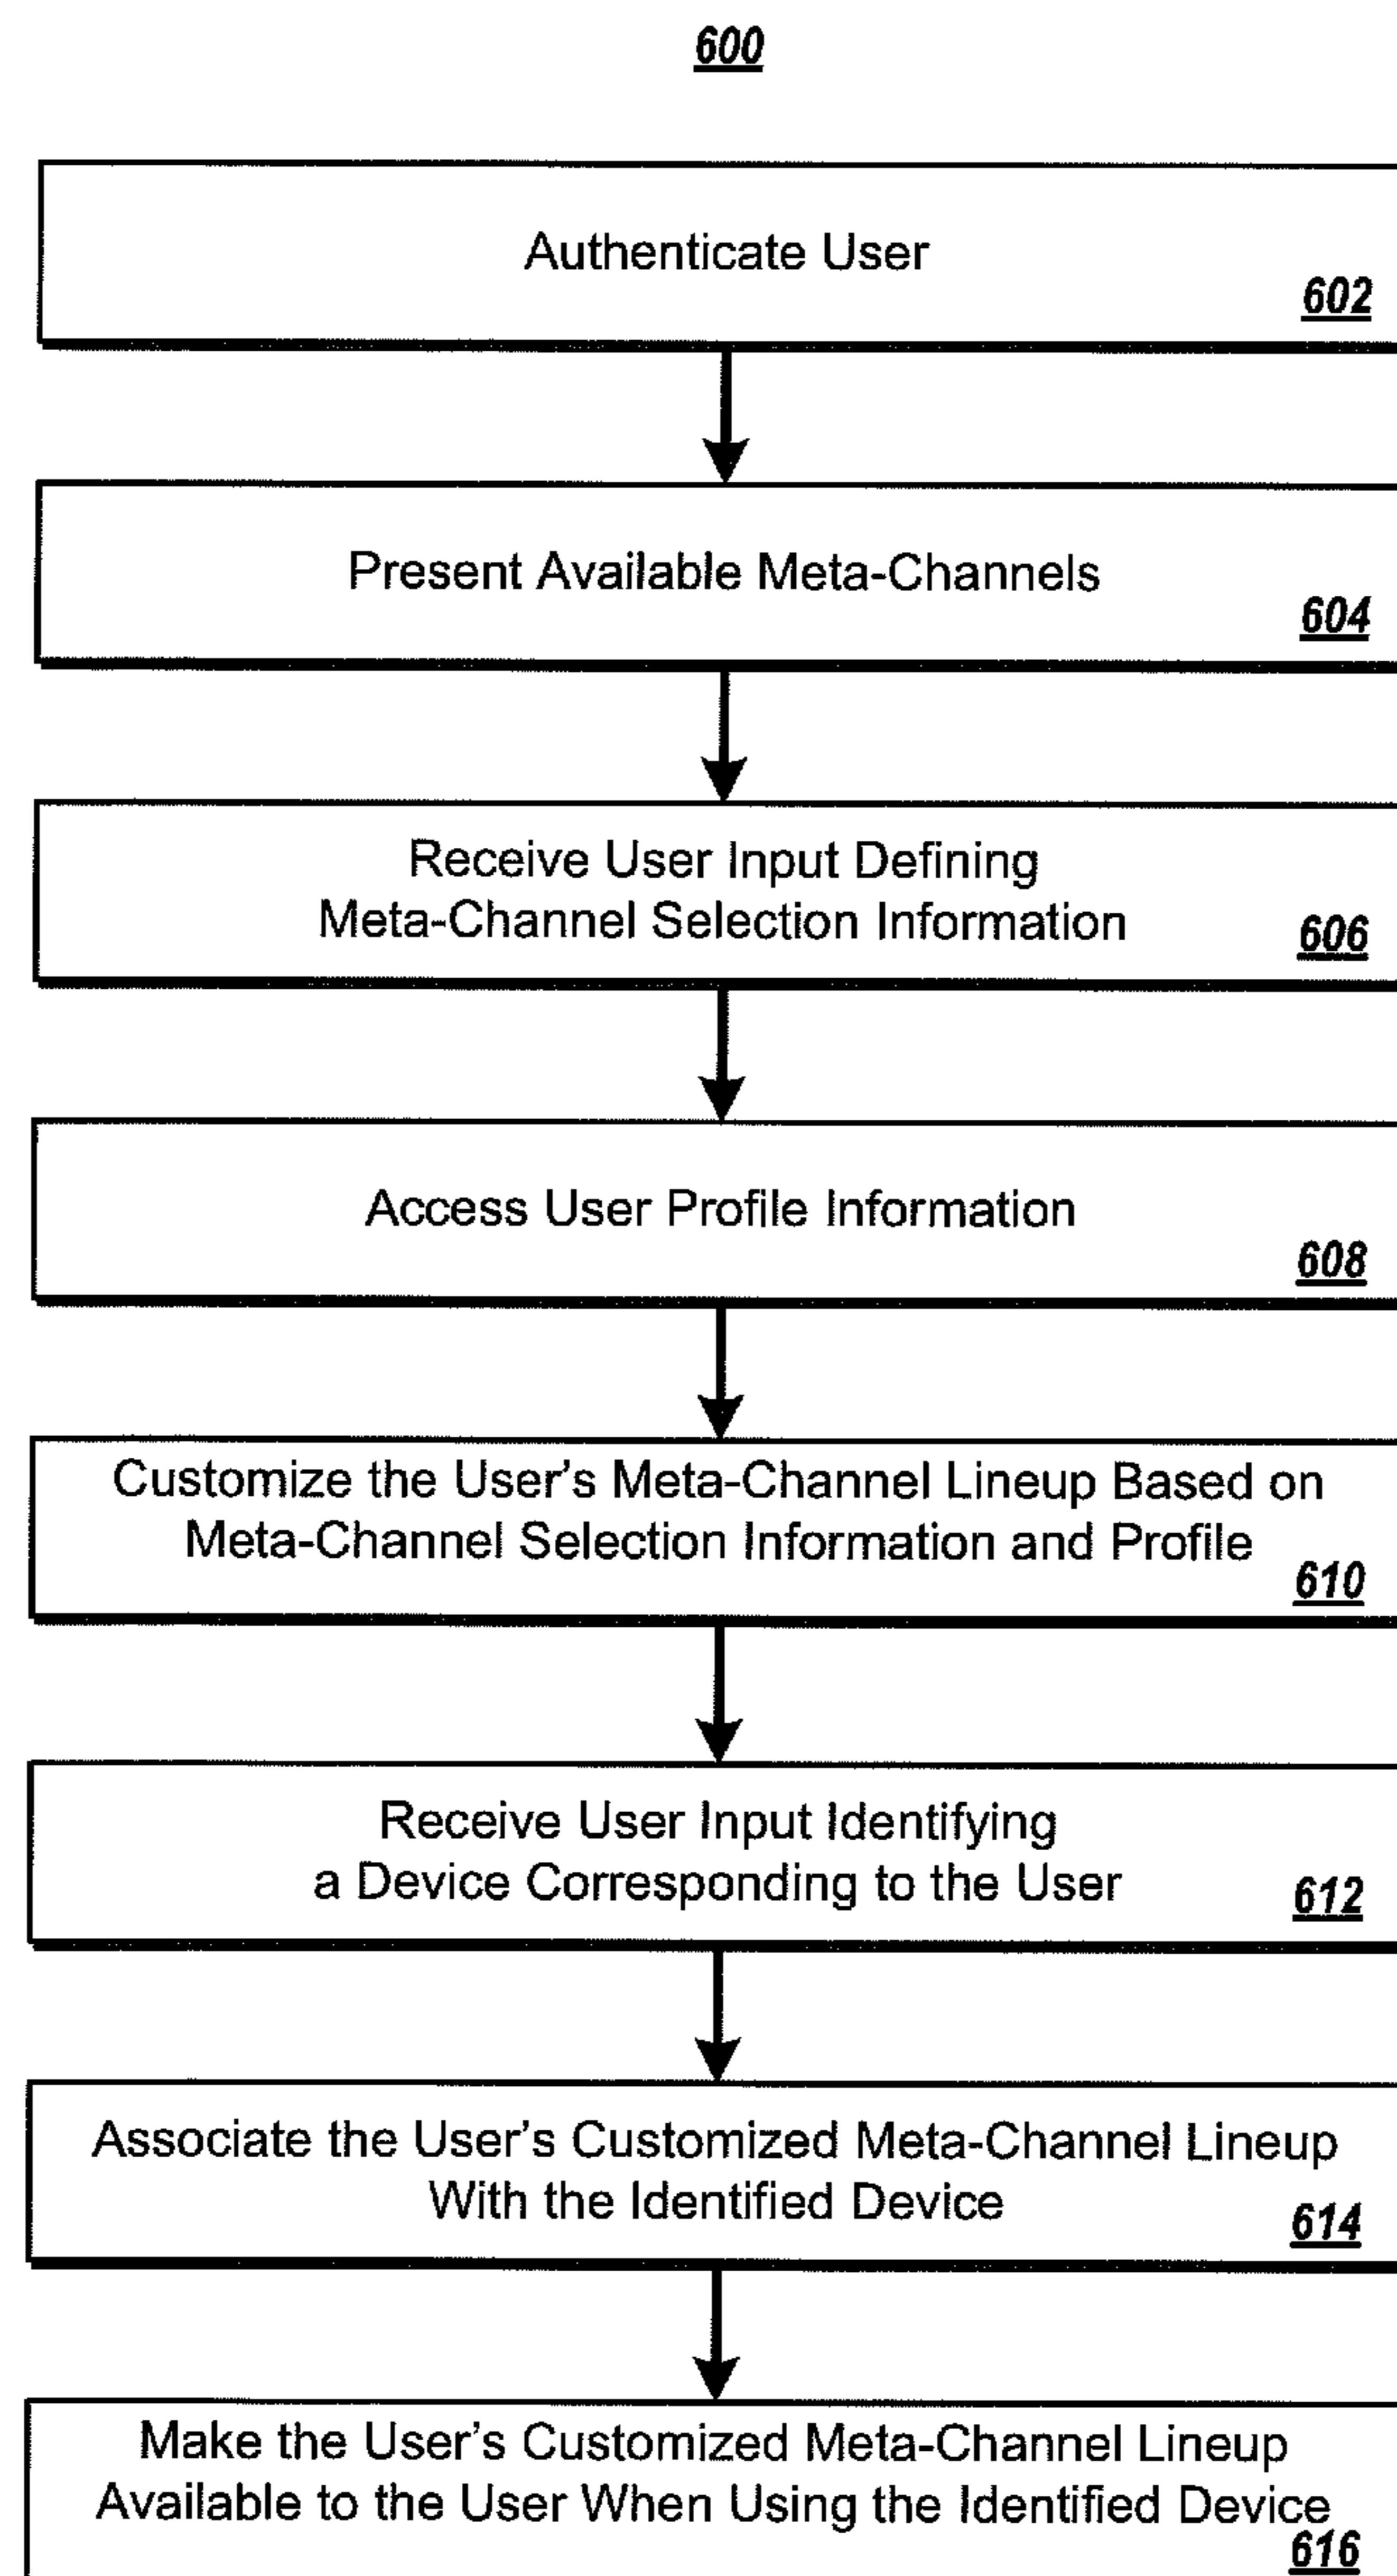 600
Authenticate User
602
Present Available Meta-Channels
604
Receive User Input Defining
Meta-Channel Selection Information
606
Access User Profile Information
608
Customize the User's Meta-Channel Lineup Based on
Meta-Channel Selection Information and Profile
610
Receive User Input Identifying
a Device Corresponding to the User
612
Associate the User's Customized Meta-Channel Lineup
With the Identified Device
614
Make the User's Customized Meta-Channel Lineup
Available to the User When Using the Identified Device
616